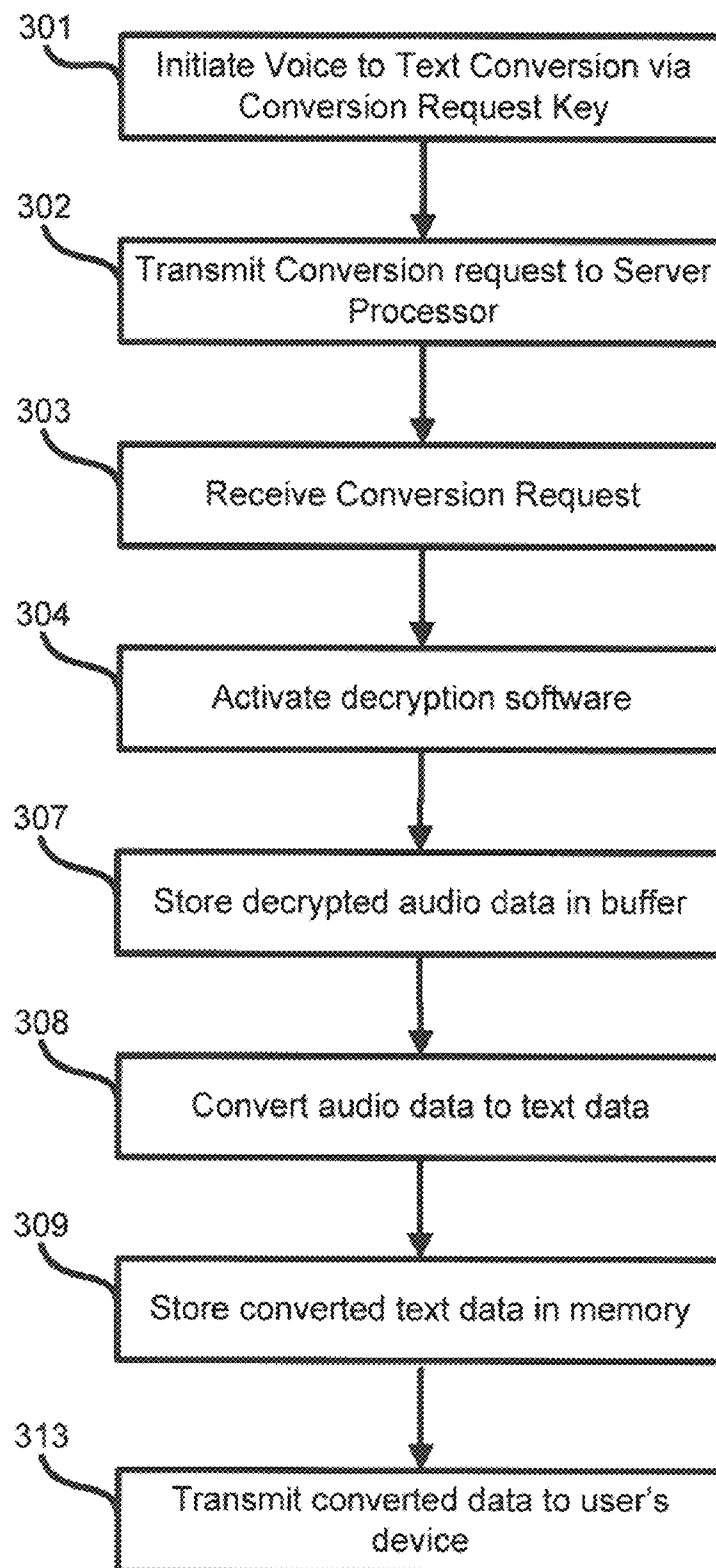 301
Initiate Voice to Text Conversion via
Conversion Request Key
302
Transmit Conversion request to Server
Processor
303
Receive Conversion Request
304
Activate decryption software
307
Store decrypted audio data in buffer
308
Convert audio data to text data
309
Store converted text data in memory
313
Transmit converted data to user's
device